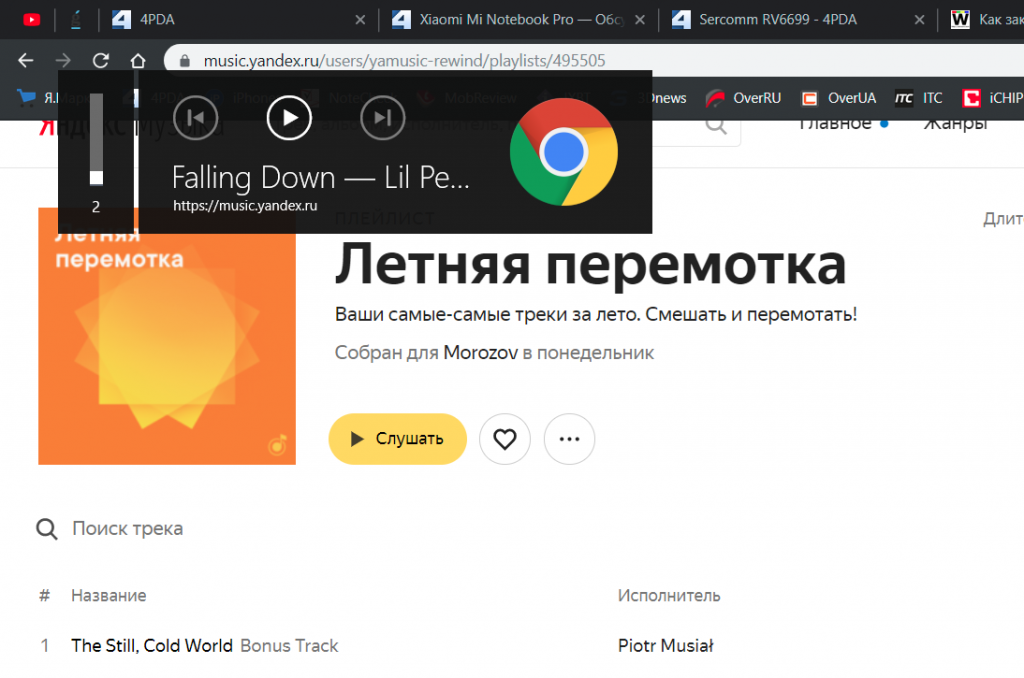 4PDA
Xiaomi Mi Notebook Pro — Обсу
Sercomm RV6699 - 4PDA
W
Как зак
music.yandex.ru/users/yamusic-rewind/playlists/495505
3Dnews
OverRU
OverUA
ITC
ITC
iCHIP
Главное
Жанры
Falling Down — Lil Pe...
2
https://music.yandex.ru
ПЛЕЙЛИСТ
Длит
Летняя
перемотка
Летняя перемотка
Ваши самые-самые треки за лето. Смешать и перемотать!
Собран для Morozov в понедельник
Слушать
Поиск трека
# Название Исполнитель
1 The Still, Cold World Bonus Track Piotr Musiał